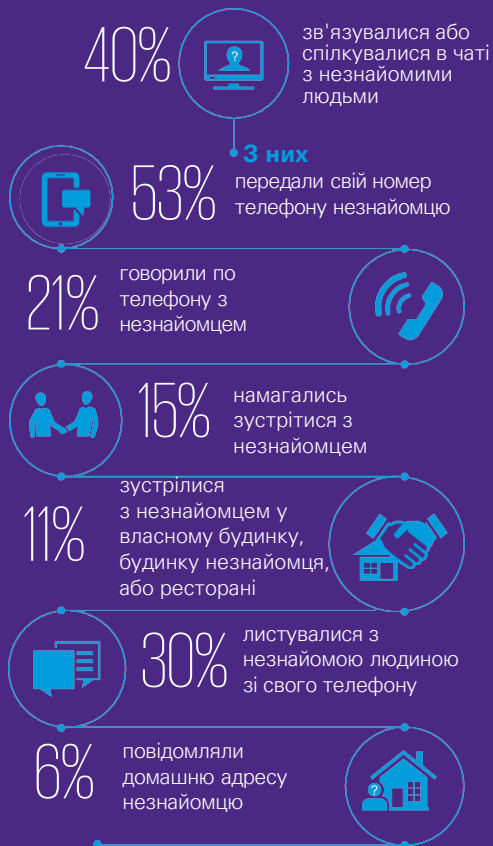 40%
зв'язувалися або
спілкувалися в чаті
з незнайомими
людьми
?
З них
53%
передали свій номер
телефону незнайомцю
21%
говорили по
телефону з
незнайомцем
15%
намагались
зустрітися з
незнайомцем
11%
зустрілися
з незнайомцем у
власному будинку,
будинку незнайомця,
або ресторані
30%
листувалися з
незнайомою людиною
зі свого телефону
6%
повідомляли
домашню адресу
незнайомцю
?